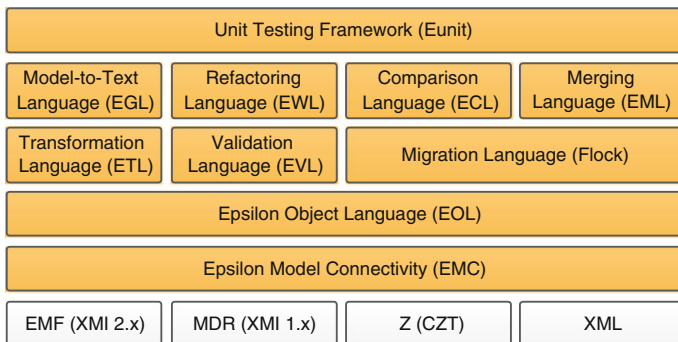 Unit Testing Framework (Eunit)
Model-to-Text
Language (EGL)
Refactoring
Language (EWL)
Comparison
Language (ECL)
Merging
Language (EML)
Transformation
Language (ETL)
Validation
Language (EVL)
Migration Language (Flock)
Epsilon Object Language (EOL)
Epsilon Model Connectivity (EMC)
EMF (XMI 2.x)
MDR (XMI 1.x)
Z (CZT)
XML